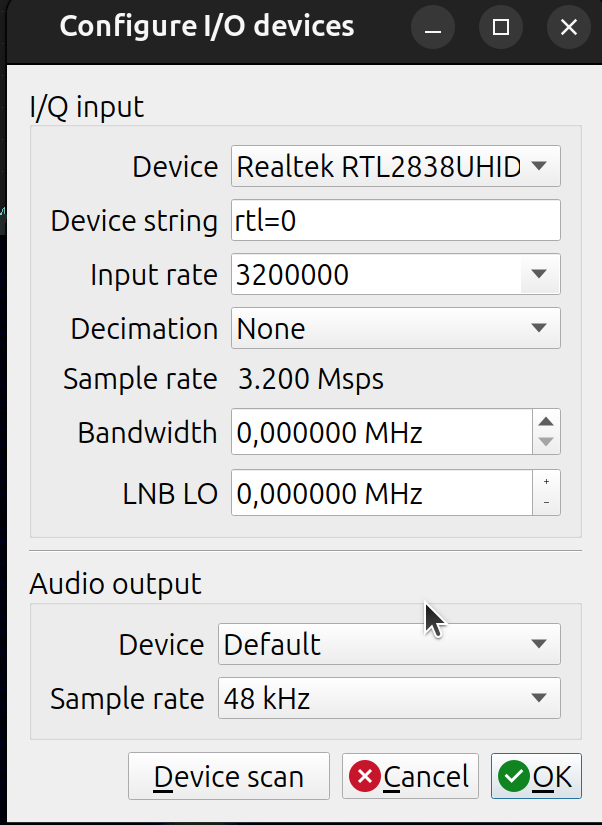 Configure I/O devices
I/Q input
Device Realtek RTL2838UHID
Device string rtl=0
Input rate 3200000
Decimation None
Sample rate 3.200 Msps
Bandwidth 0,000000 MHz
LNB LO 0,000000 MHz
Audio output
Device Default
Sample rate 48 kHz
Device scan Cancel OK